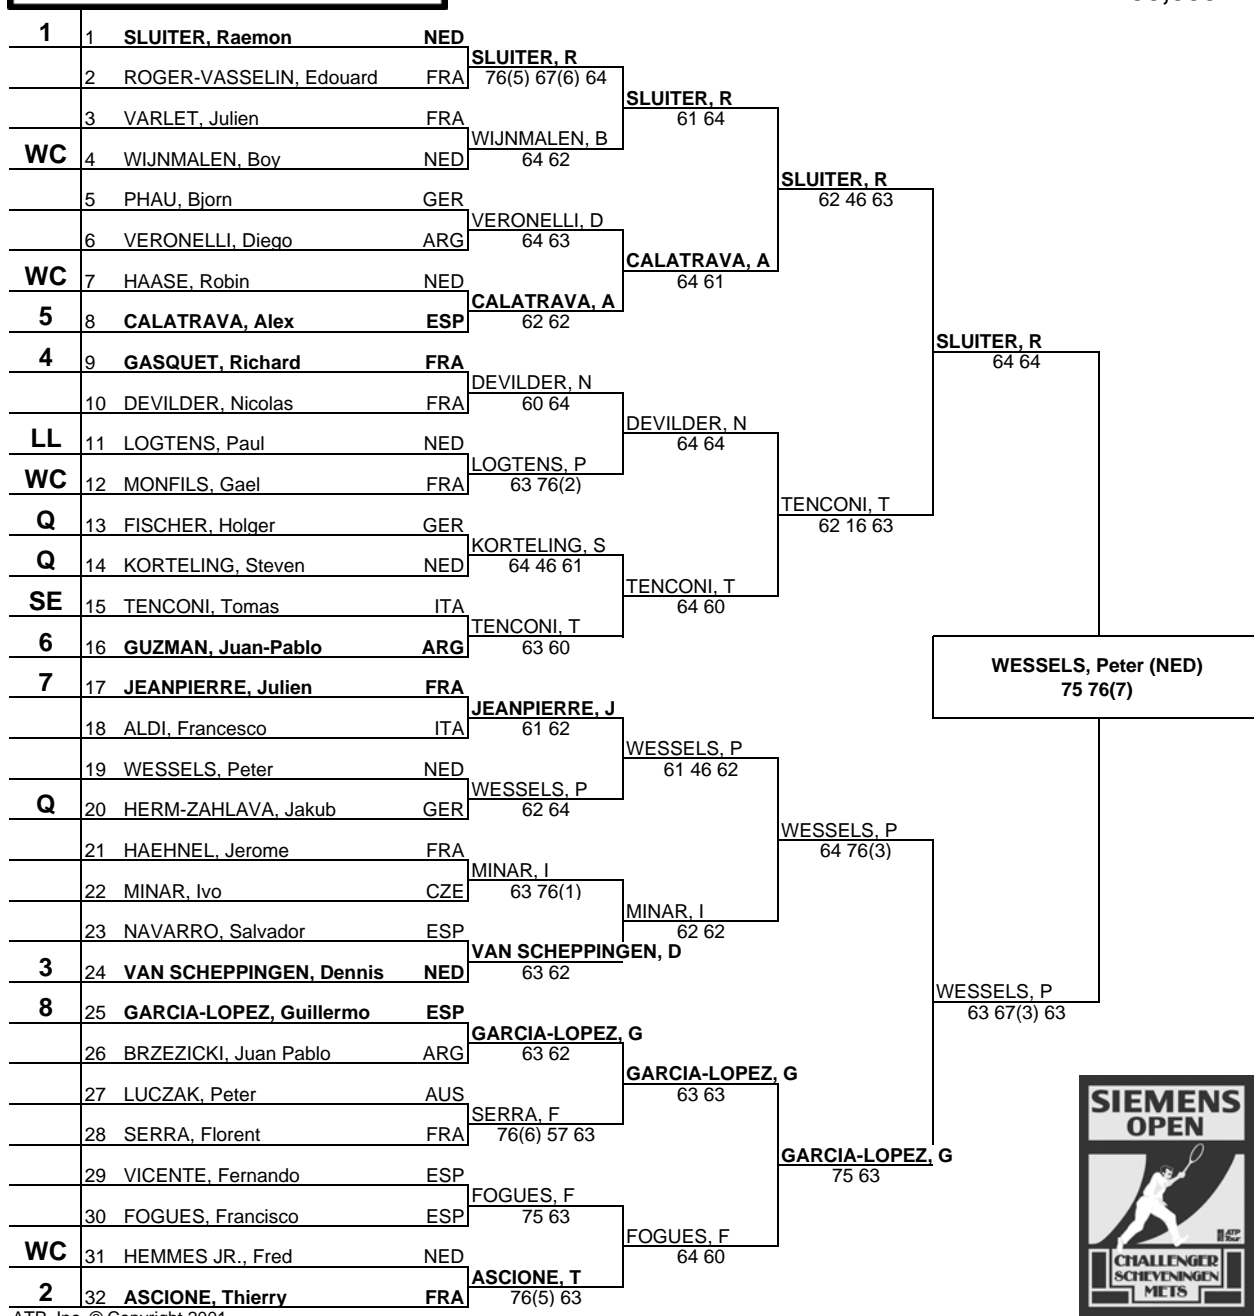 1 1 SLUITER, Raemon NED
SLUITER, R
2 ROGER-VASSELIN, Edouard FRA 76(5) 67(6) 64
SLUITER, R
3 VARLET, Julien FRA 61 64
WIJNMALEN, B
WC 4 WIJNMALEN, Boy NED 64 62
SLUITER, R
5 PHAU, Bjorn GER 62 46 63
VERONELLI, D
6 VERONELLI, Diego ARG 64 63
CALATRAVA, A
WC 7 HAASE, Robin NED 64 61
CALATRAVA, A
5 8 CALATRAVA, Alex ESP 62 62
SLUITER, R
4 9 GASQUET, Richard FRA 64 64
DEVILDER, N
10 DEVILDER, Nicolas FRA 60 64
DEVILDER, N
LL 11 LOGTENS, Paul NED 64 64
LOGTENS, P
WC 12 MONFILS, Gael FRA 63 76(2)
TENCONI, T
Q 13 FISCHER, Holger GER 62 16 63
KORTELING, S
Q 14 KORTELING, Steven NED 64 46 61
TENCONI, T
SE 15 TENCONI, Tomas ITA 64 60
TENCONI, T
6 16 GUZMAN, Juan-Pablo ARG 63 60
WESSELS, Peter (NED)
7 17 JEANPIERRE, Julien FRA 75 76(7)
JEANPIERRE, J
18 ALDI, Francesco ITA 61 62
WESSELS, P
19 WESSELS, Peter NED 61 46 62
WESSELS, P
Q 20 HERM-ZAHLAVA, Jakub GER 62 64
WESSELS, P
21 HAEHNEL, Jerome FRA 64 76(3)
MINAR, I
22 MINAR, Ivo CZE 63 76(1)
MINAR, I
23 NAVARRO, Salvador ESP 62 62
VAN SCHEPPINGEN, D
3 24 VAN SCHEPPINGEN, Dennis NED 63 62
WESSELS, P
8 25 GARCIA-LOPEZ, Guillermo ESP 63 67(3) 63
GARCIA-LOPEZ, G
26 BRZEZICKI, Juan Pablo ARG 63 62
GARCIA-LOPEZ, G
27 LUCZAK, Peter AUS 63 63
SERRA, F
28 SERRA, Florent FRA 76(6) 57 63
GARCIA-LOPEZ, G
29 VICENTE, Fernando ESP 75 63
FOGUES, F
30 FOGUES, Francisco ESP 75 63
FOGUES, F
WC 31 HEMMES JR., Fred NED 64 60
ASCIONE, T
2 32 ASCIONE, Thierry FRA 76(5) 63
SIEMENS
OPEN
ATP
Tour
CHALLENGER
SCHEVENINGEN
METS
ATP, Inc. © Copyright 2001